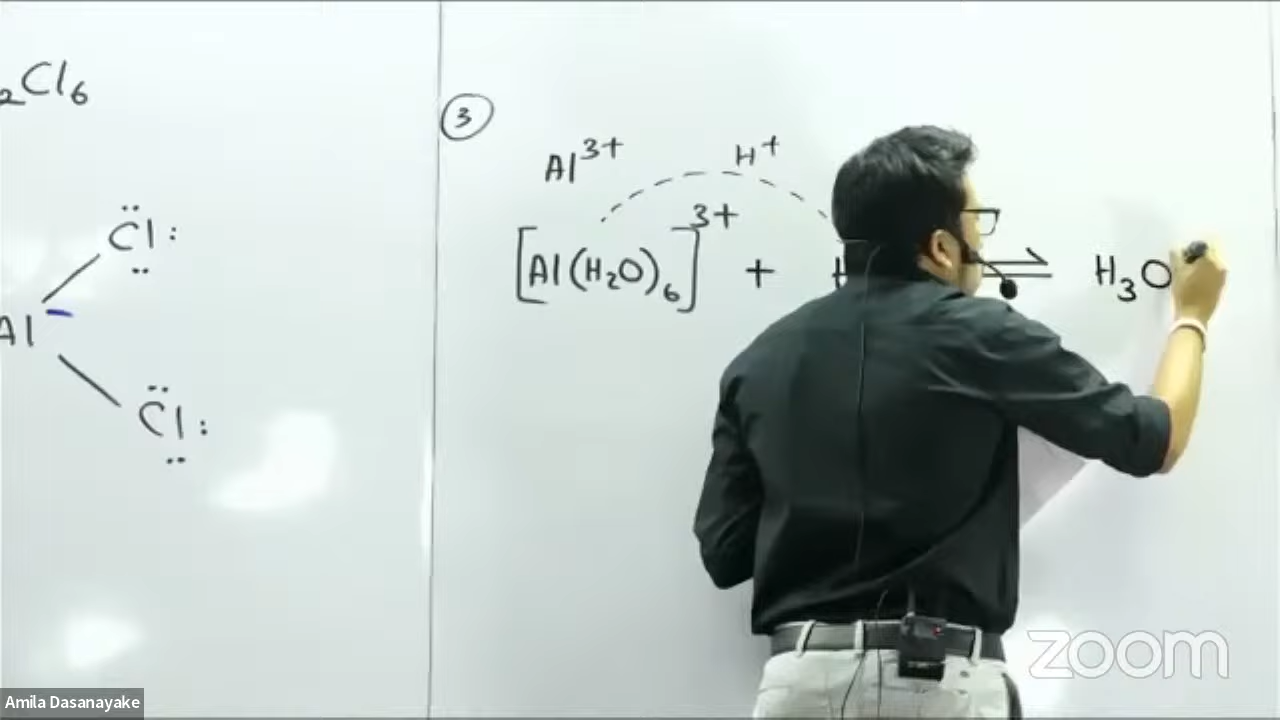 ₂Cl₆
Cl
Al
Cl
3
Al³⁺ H⁺
[Al(H₂O)₆]³⁺ + H ⇌ H₃O
zoom
Amila Dasanayake